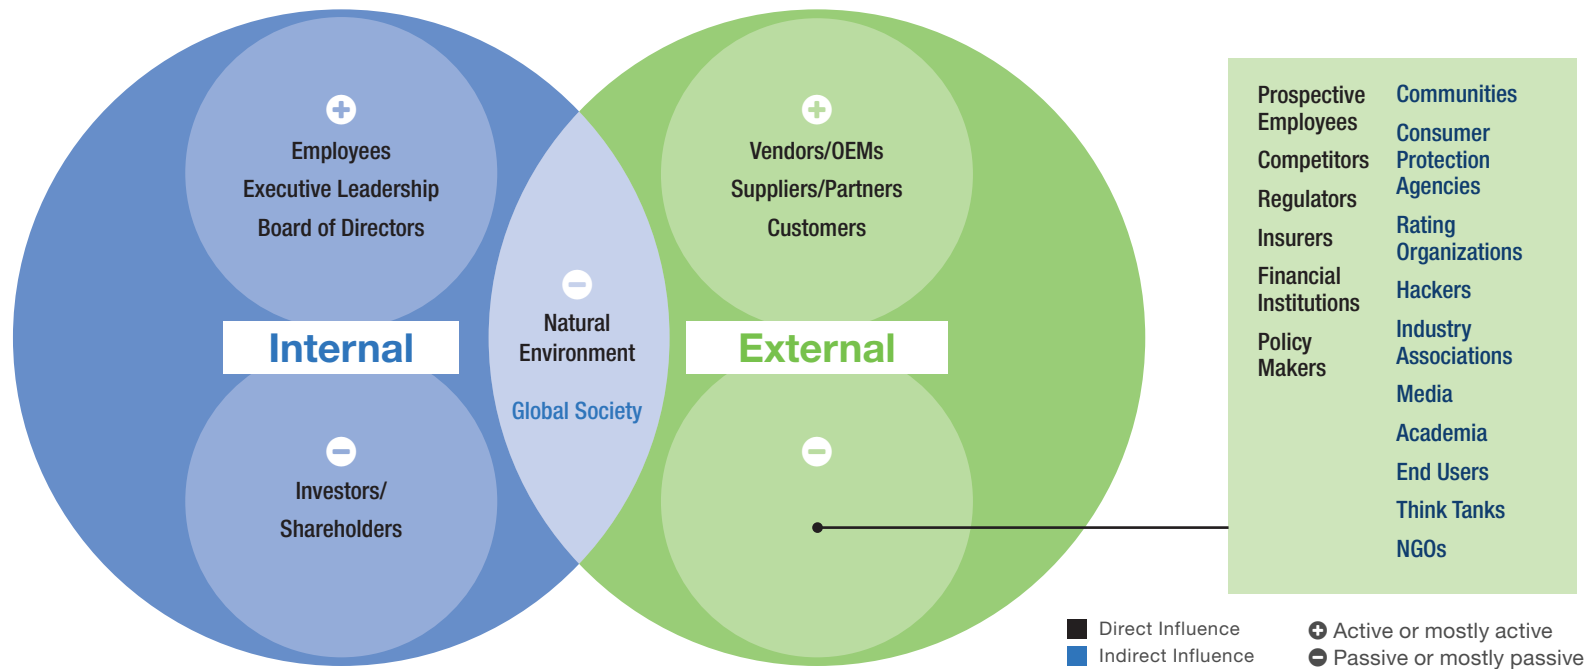 Employees
Executive Leadership
Board of Directors
Internal
Investors/
Shareholders
Natural
Environment
Global Society
Vendors/OEMs
Suppliers/Partners
Customers
External
Prospective
Employees
Competitors
Regulators
Insurers
Financial
Institutions
Policy
Makers
Communities
Consumer
Protection
Agencies
Rating
Organizations
Hackers
Industry
Associations
Media
Academia
End Users
Think Tanks
NGOs
Direct Influence
Indirect Influence
Active or mostly active
Passive or mostly passive